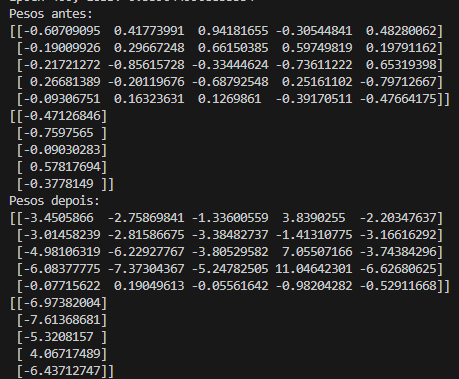 Pesos antes:
[[-0.60709095  0.41773991  0.94181655 -0.30544841  0.48280062]
 [-0.19009926  0.29667248  0.66150385  0.59749819  0.19791162]
 [-0.21721272 -0.85615728 -0.33444624 -0.73611222  0.65319398]
 [ 0.26681389 -0.20119676 -0.68792548  0.25161102 -0.79712667]
 [-0.09306751  0.16323631  0.1269861  -0.39170511 -0.47664175]]
[[-0.47126846]
 [-0.7597565 ]
 [-0.09030283]
 [ 0.57817694]
 [-0.3778149 ]]
Pesos depois:
[[-3.4505866  -2.75869841 -1.33600559  3.8390255  -2.20347637]
 [-3.01458239 -2.81586675 -3.38482737 -1.41310775 -3.16616292]
 [-4.98106319 -6.22927767 -3.80529582  7.05507166 -3.74384296]
 [-6.08377775 -7.37304367 -5.24782505 11.04642301 -6.62680625]
 [-0.07715622  0.19049613 -0.05561642 -0.98204282 -0.52911668]]
[[-6.97382004]
 [-7.61368681]
 [-5.3208157 ]
 [ 4.06717489]
 [-6.43712747]]